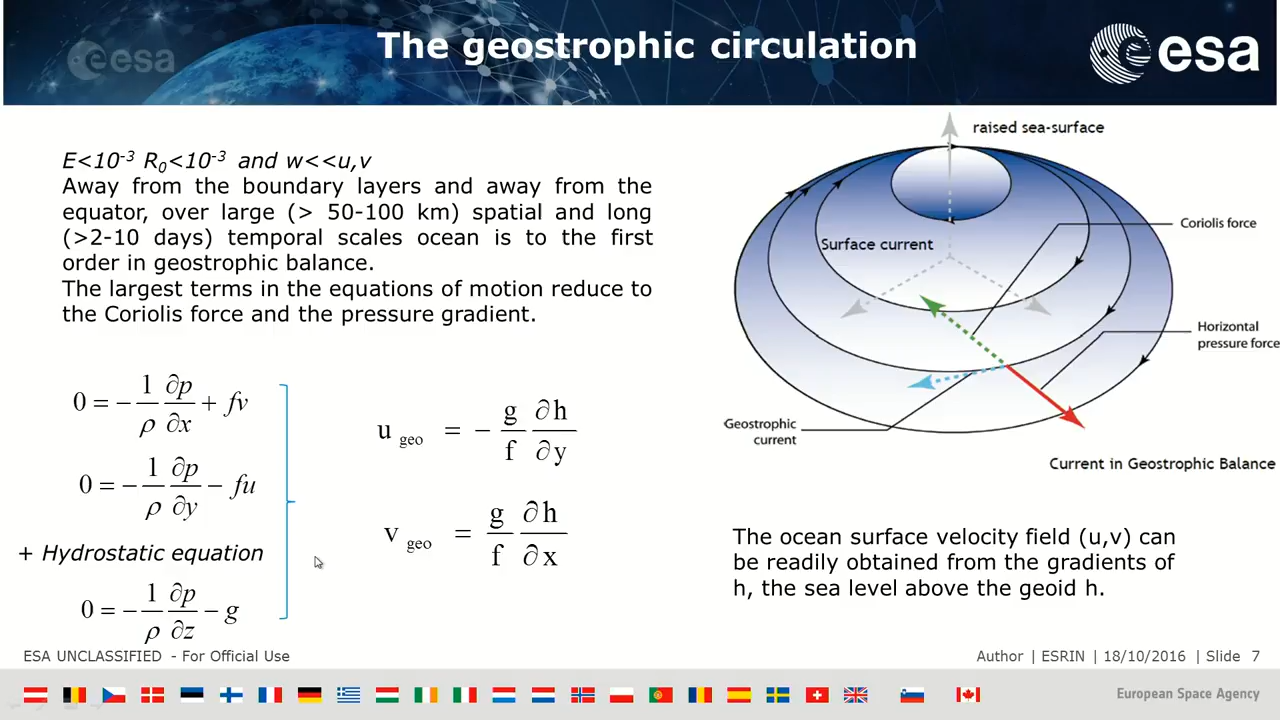 esa
The geostrophic circulation
esa
E<10⁻³ R₀<10⁻³ and w<<u,v
Away from the boundary layers and away from the
equator, over large (> 50-100 km) spatial and long
(>2-10 days) temporal scales ocean is to the first
order in geostrophic balance.
The largest terms in the equations of motion reduce to
the Coriolis force and the pressure gradient.
0 = − 1/ρ ∂p/∂x + fv
0 = − 1/ρ ∂p/∂y − fu
+ Hydrostatic equation
0 = − 1/ρ ∂p/∂z − g
u geo = − g/f ∂h/∂y
v geo = g/f ∂h/∂x
raised sea-surface
Coriolis force
Surface current
Horizontal
pressure force
Geostrophic
current
Current in Geostrophic Balance
The ocean surface velocity field (u,v) can
be readily obtained from the gradients of
h, the sea level above the geoid h.
ESA UNCLASSIFIED - For Official Use
Author | ESRIN | 18/10/2016 | Slide 7
European Space Agency